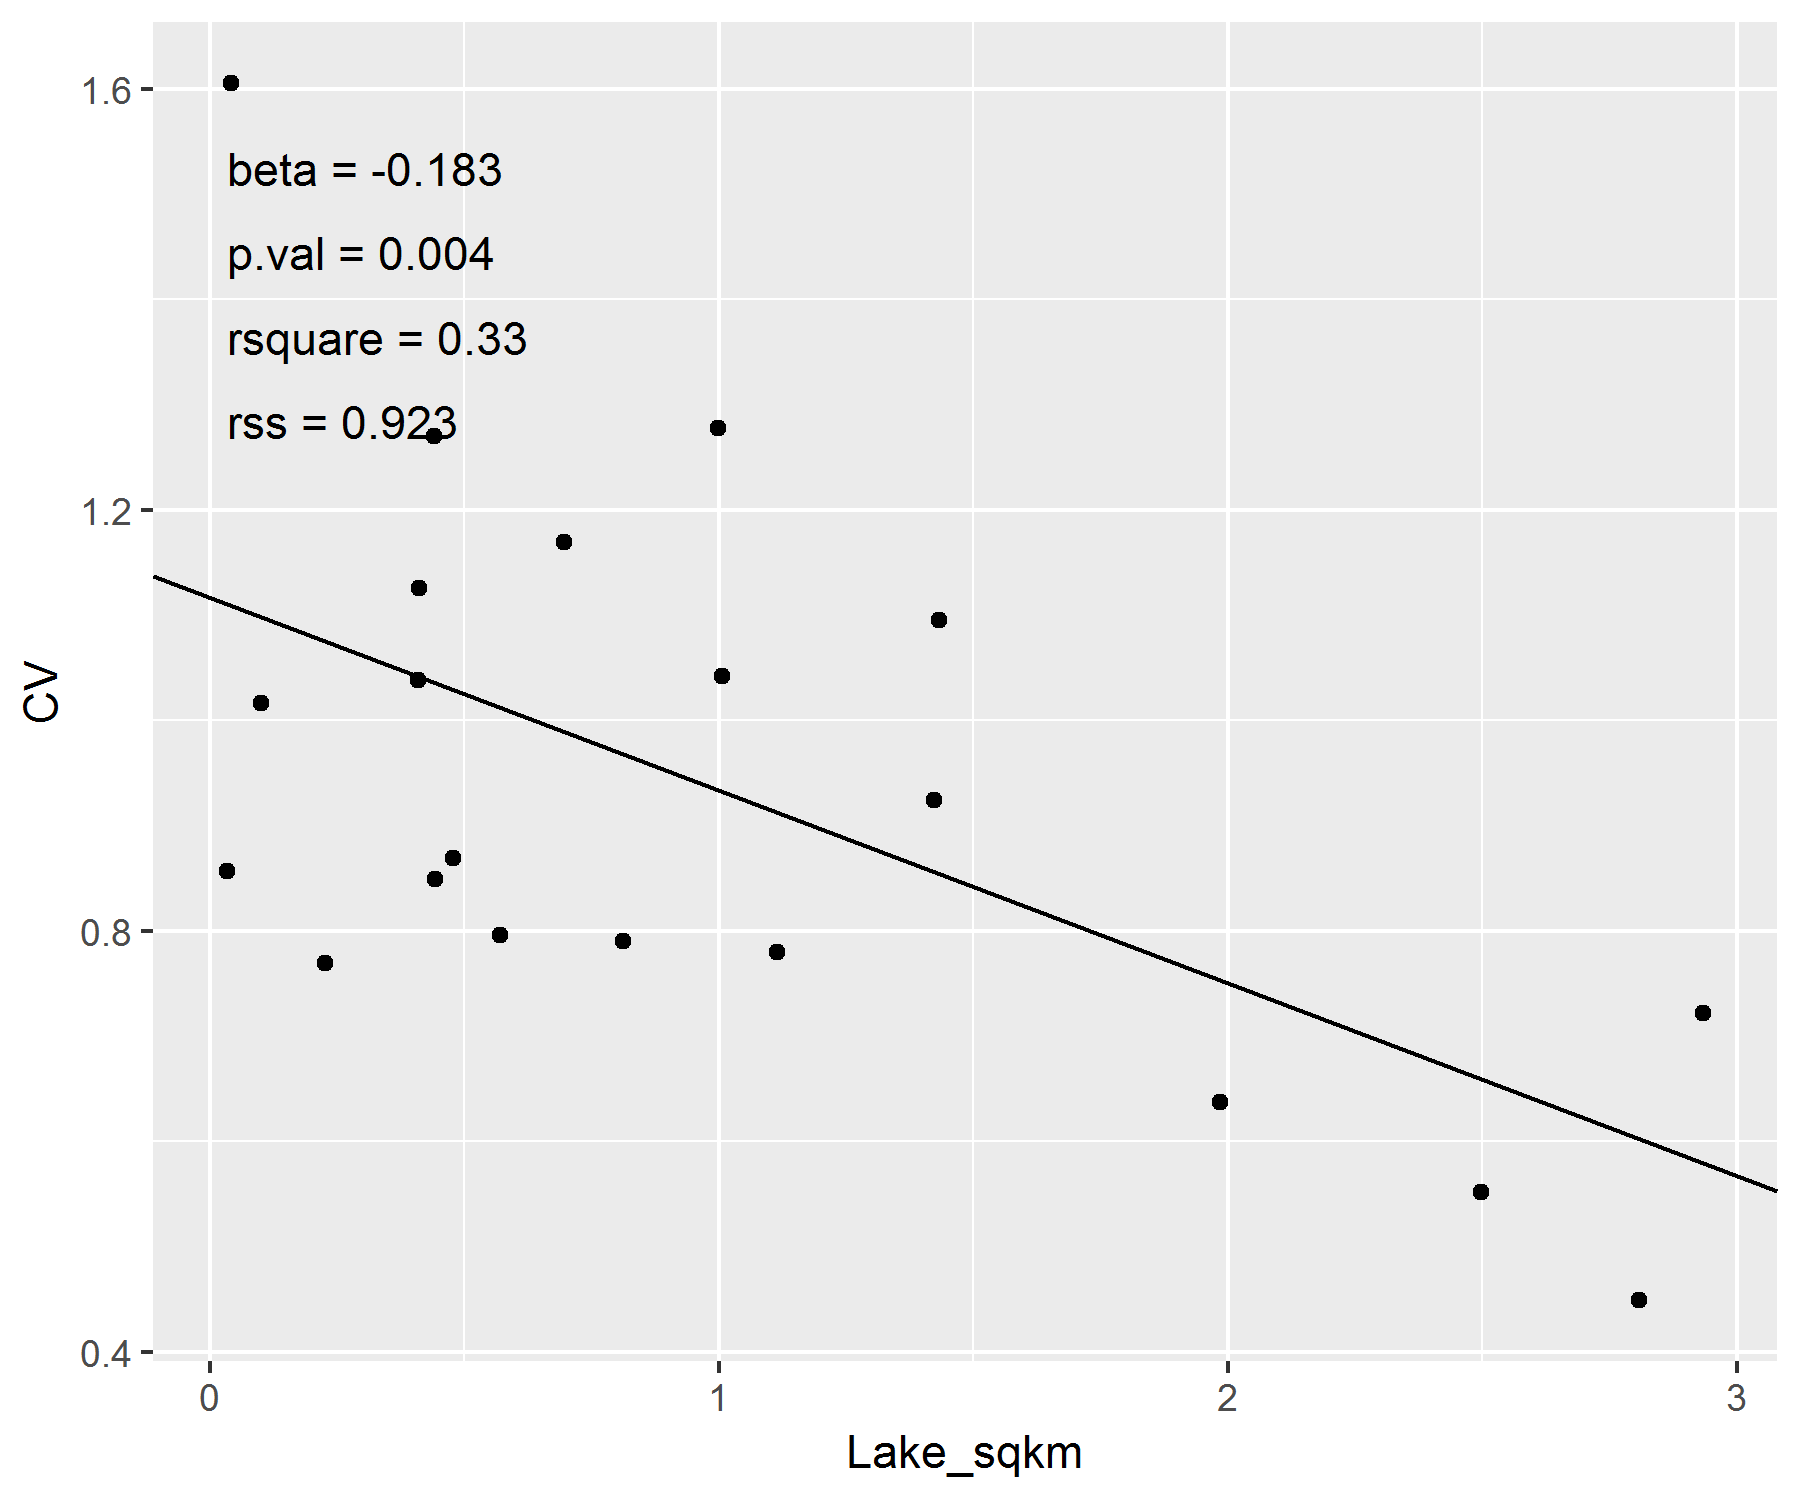 1.6
beta = -0.183
p.val = 0.004
rsquare = 0.33
rss = 0.923
1.2
CV
0.8
0.4
0 1 2 3
Lake_sqkm